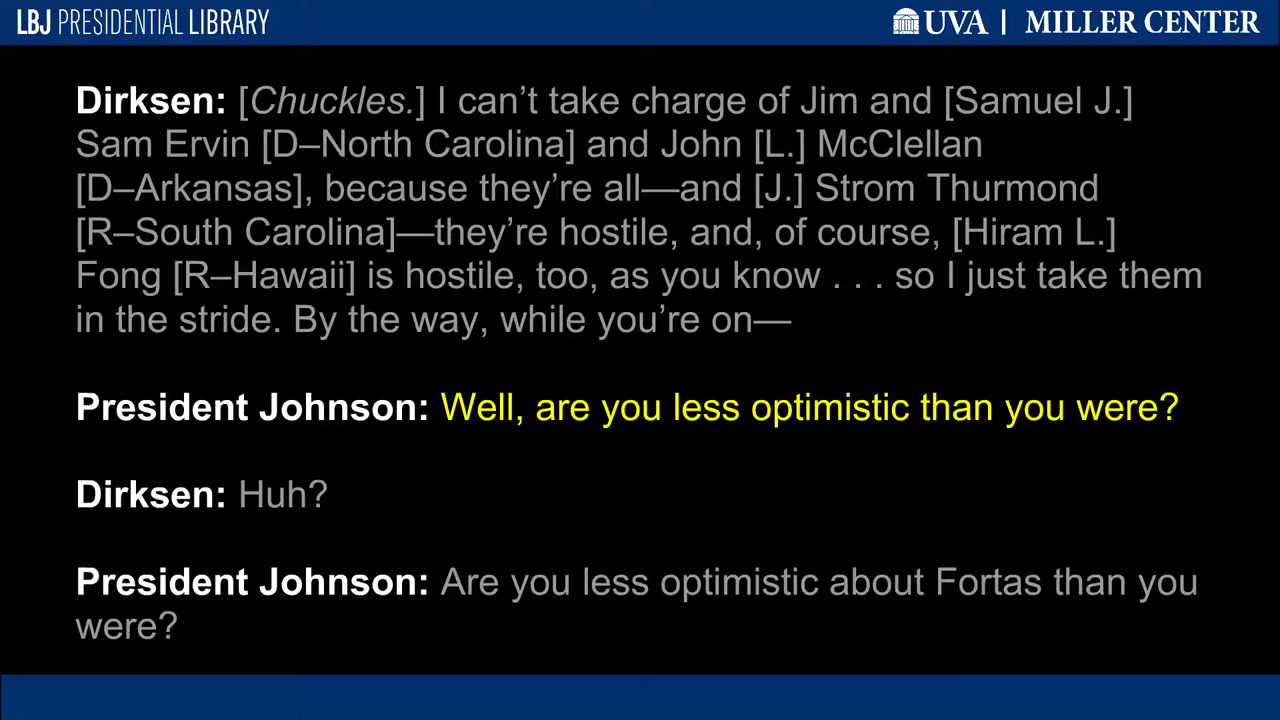 LBJ PRESIDENTIAL LIBRARY
UVA | MILLER CENTER
Dirksen: [Chuckles.] I can’t take charge of Jim and [Samuel J.]
Sam Ervin [D–North Carolina] and John [L.] McClellan
[D–Arkansas], because they’re all—and [J.] Strom Thurmond
[R–South Carolina]—they’re hostile, and, of course, [Hiram L.]
Fong [R–Hawaii] is hostile, too, as you know . . . so I just take them
in the stride. By the way, while you’re on—
President Johnson: Well, are you less optimistic than you were?
Dirksen: Huh?
President Johnson: Are you less optimistic about Fortas than you
were?